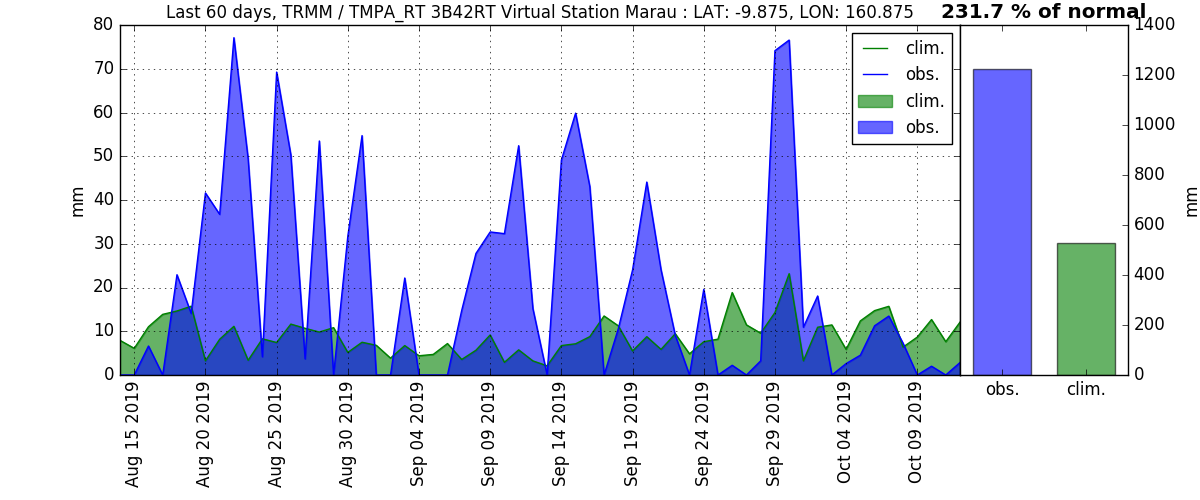 Last 60 days, TRMM / TMPA_RT 3B42RT Virtual Station Marau : LAT: -9.875, LON: 160.875
231.7 % of normal
80
70
60
50
40
30
20
10
0
mm
clim.
obs.
clim.
obs.
Aug 15 2019
Aug 20 2019
Aug 25 2019
Aug 30 2019
Sep 04 2019
Sep 09 2019
Sep 14 2019
Sep 19 2019
Sep 24 2019
Sep 29 2019
Oct 04 2019
Oct 09 2019
1400
1200
1000
800
600
400
200
0
mm
obs.
clim.